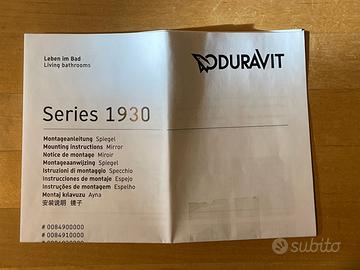 Leben im Bad
Living bathrooms
DURAVIT
Series 1930
Montageanleitung Spiegel
Mounting instructions Mirror
Notice de montage Miroir
Montageaanwijzing Spiegel
Istruzioni di montaggio Specchio
Instrucciones de montaje Espejo
Instruções de montagem Espelho
Montaj kılavuzu Ayna
安装说明 镜子
# 0084900000
# 0084910000
subito